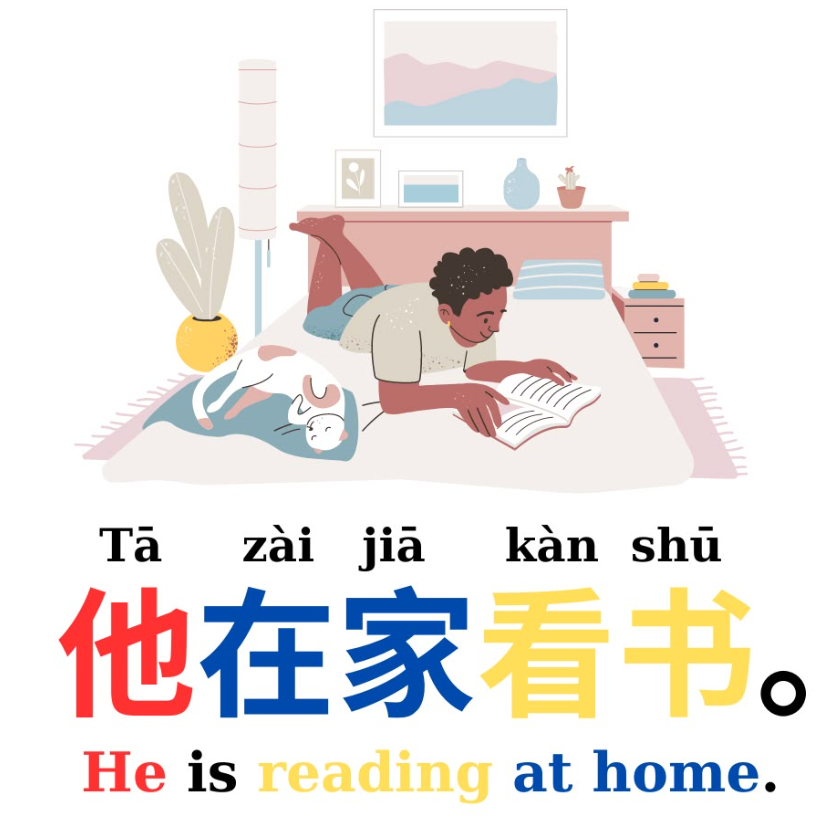 Tā zài jiā kàn shū
他在家看书。
He is reading at home.